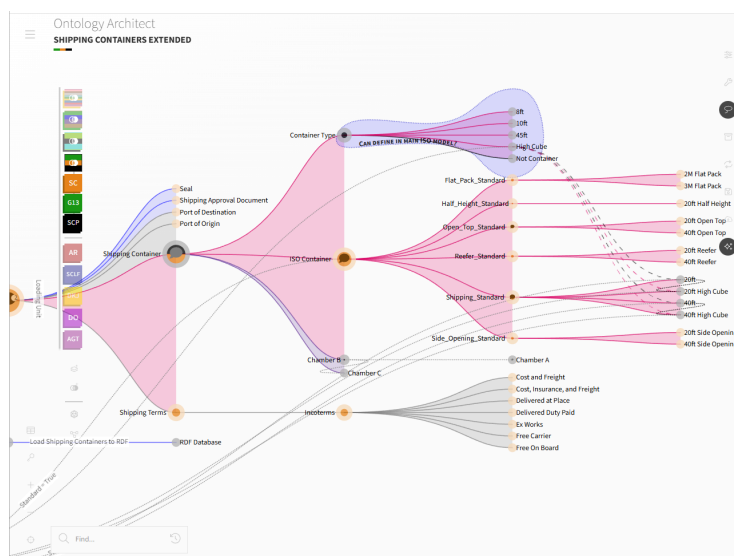 Ontology Architect
SHIPPING CONTAINERS EXTENDED
SC
G13
SCP
AR
SCLF
DO
AGT
Loading Unit
Seal
Shipping Approval Document
Port of Destination
Port of Origin
Shipping Container
Container Type
CAN DEFINE IN MAIN ISO MODEL?
8ft
10ft
45ft
High Cube
Not Container
ISO Container
Flat_Pack_Standard
Half_Height_Standard
Open_Top_Standard
Reefer_Standard
Shipping_Standard
Side_Opening_Standard
2M Flat Pack
3M Flat Pack
20ft Half Height
20ft Open Top
40ft Open Top
20ft Reefer
40ft Reefer
20ft
20ft High Cube
40ft
40ft High Cube
20ft Side Openin
40ft Side Openin
Chamber B
Chamber C
Chamber A
Shipping Terms
Incoterms
Cost and Freight
Cost, Insurance, and Freight
Delivered at Place
Delivered Duty Paid
Ex Works
Free Carrier
Free On Board
Load Shipping Containers to RDF
RDF Database
Standard = True
Find...